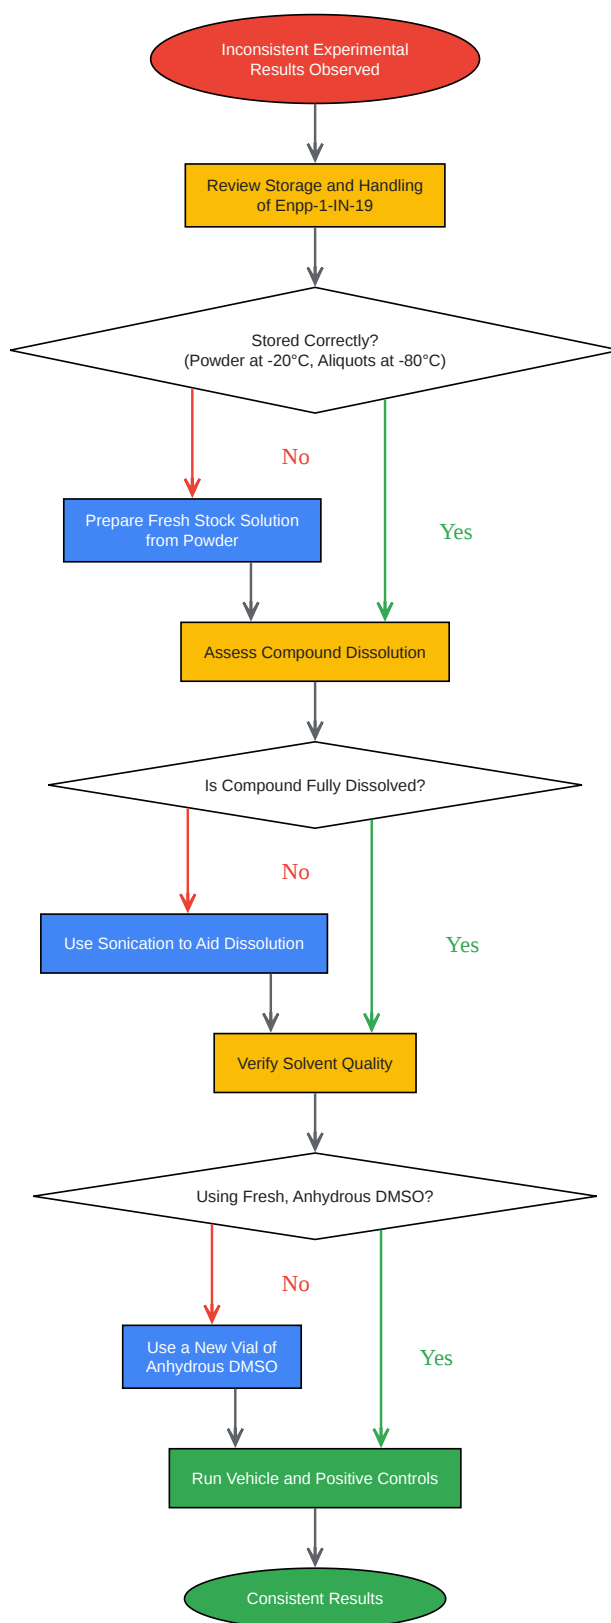 Inconsistent Experimental
Results Observed
Review Storage and Handling
of Enpp-1-IN-19
Stored Correctly?
(Powder at -20°C, Aliquots at -80°C)
No
Prepare Fresh Stock Solution
from Powder
Yes
Assess Compound Dissolution
Is Compound Fully Dissolved?
No
Use Sonication to Aid Dissolution
Yes
Verify Solvent Quality
Using Fresh, Anhydrous DMSO?
No
Use a New Vial of
Anhydrous DMSO
Yes
Run Vehicle and Positive Controls
Consistent Results